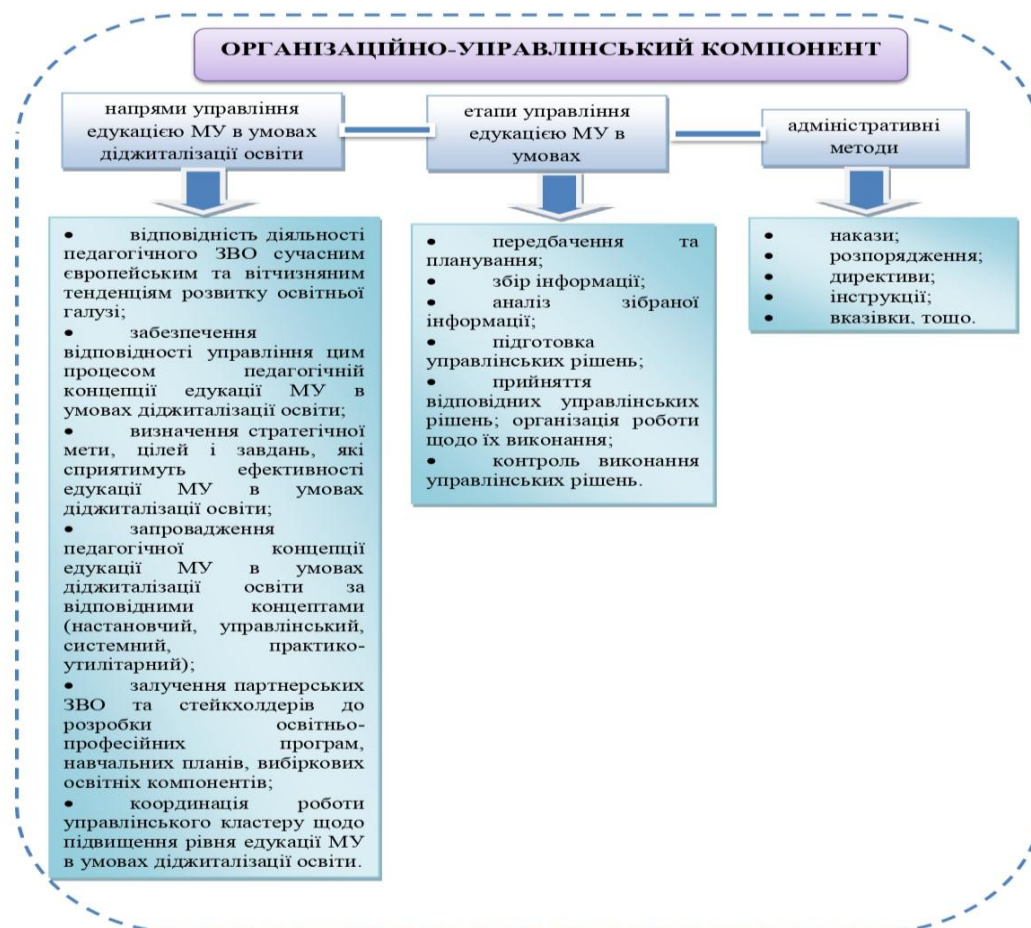 ОРГАНІЗАЦІЙНО-УПРАВЛІНСЬКИЙ КОМПОНЕНТ
напрями управління
едукацією МУ в умовах
діджиталізації освіти
етапи управління
едукацією МУ в
умовах
адміністративні
методи
• відповідність діяльності
педагогічного ЗВО сучасним
європейським та вітчизняним
тенденціям розвитку освітньої
галузі;
• забезпечення
відповідності управління цим
процесом педагогічній
концепції едукації МУ в
умовах діджиталізації освіти;
• визначення стратегічної
мети, цілей і завдань, які
сприятимуть ефективності
едукації МУ в умовах
діджиталізації освіти;
• запровадження
педагогічної концепції
едукації МУ в умовах
діджиталізації освіти за
відповідними концептами
(настановчий, управлінський,
системний, практико-
утилітарний);
• залучення партнерських
ЗВО та стейкхолдерів до
розробки освітньо-
професійних програм,
навчальних планів, вибіркових
освітніх компонентів;
• координація роботи
управлінського кластеру щодо
підвищення рівня едукації МУ
в умовах діджиталізації освіти.
• передбачення та
планування;
• збір інформації;
• аналіз зібраної
інформації;
• підготовка
управлінських рішень;
• прийняття
відповідних управлінських
рішень; організація роботи
щодо їх виконання;
• контроль виконання
управлінських рішень.
• накази;
• розпорядження;
• директиви;
• інструкції;
• вказівки, тощо.